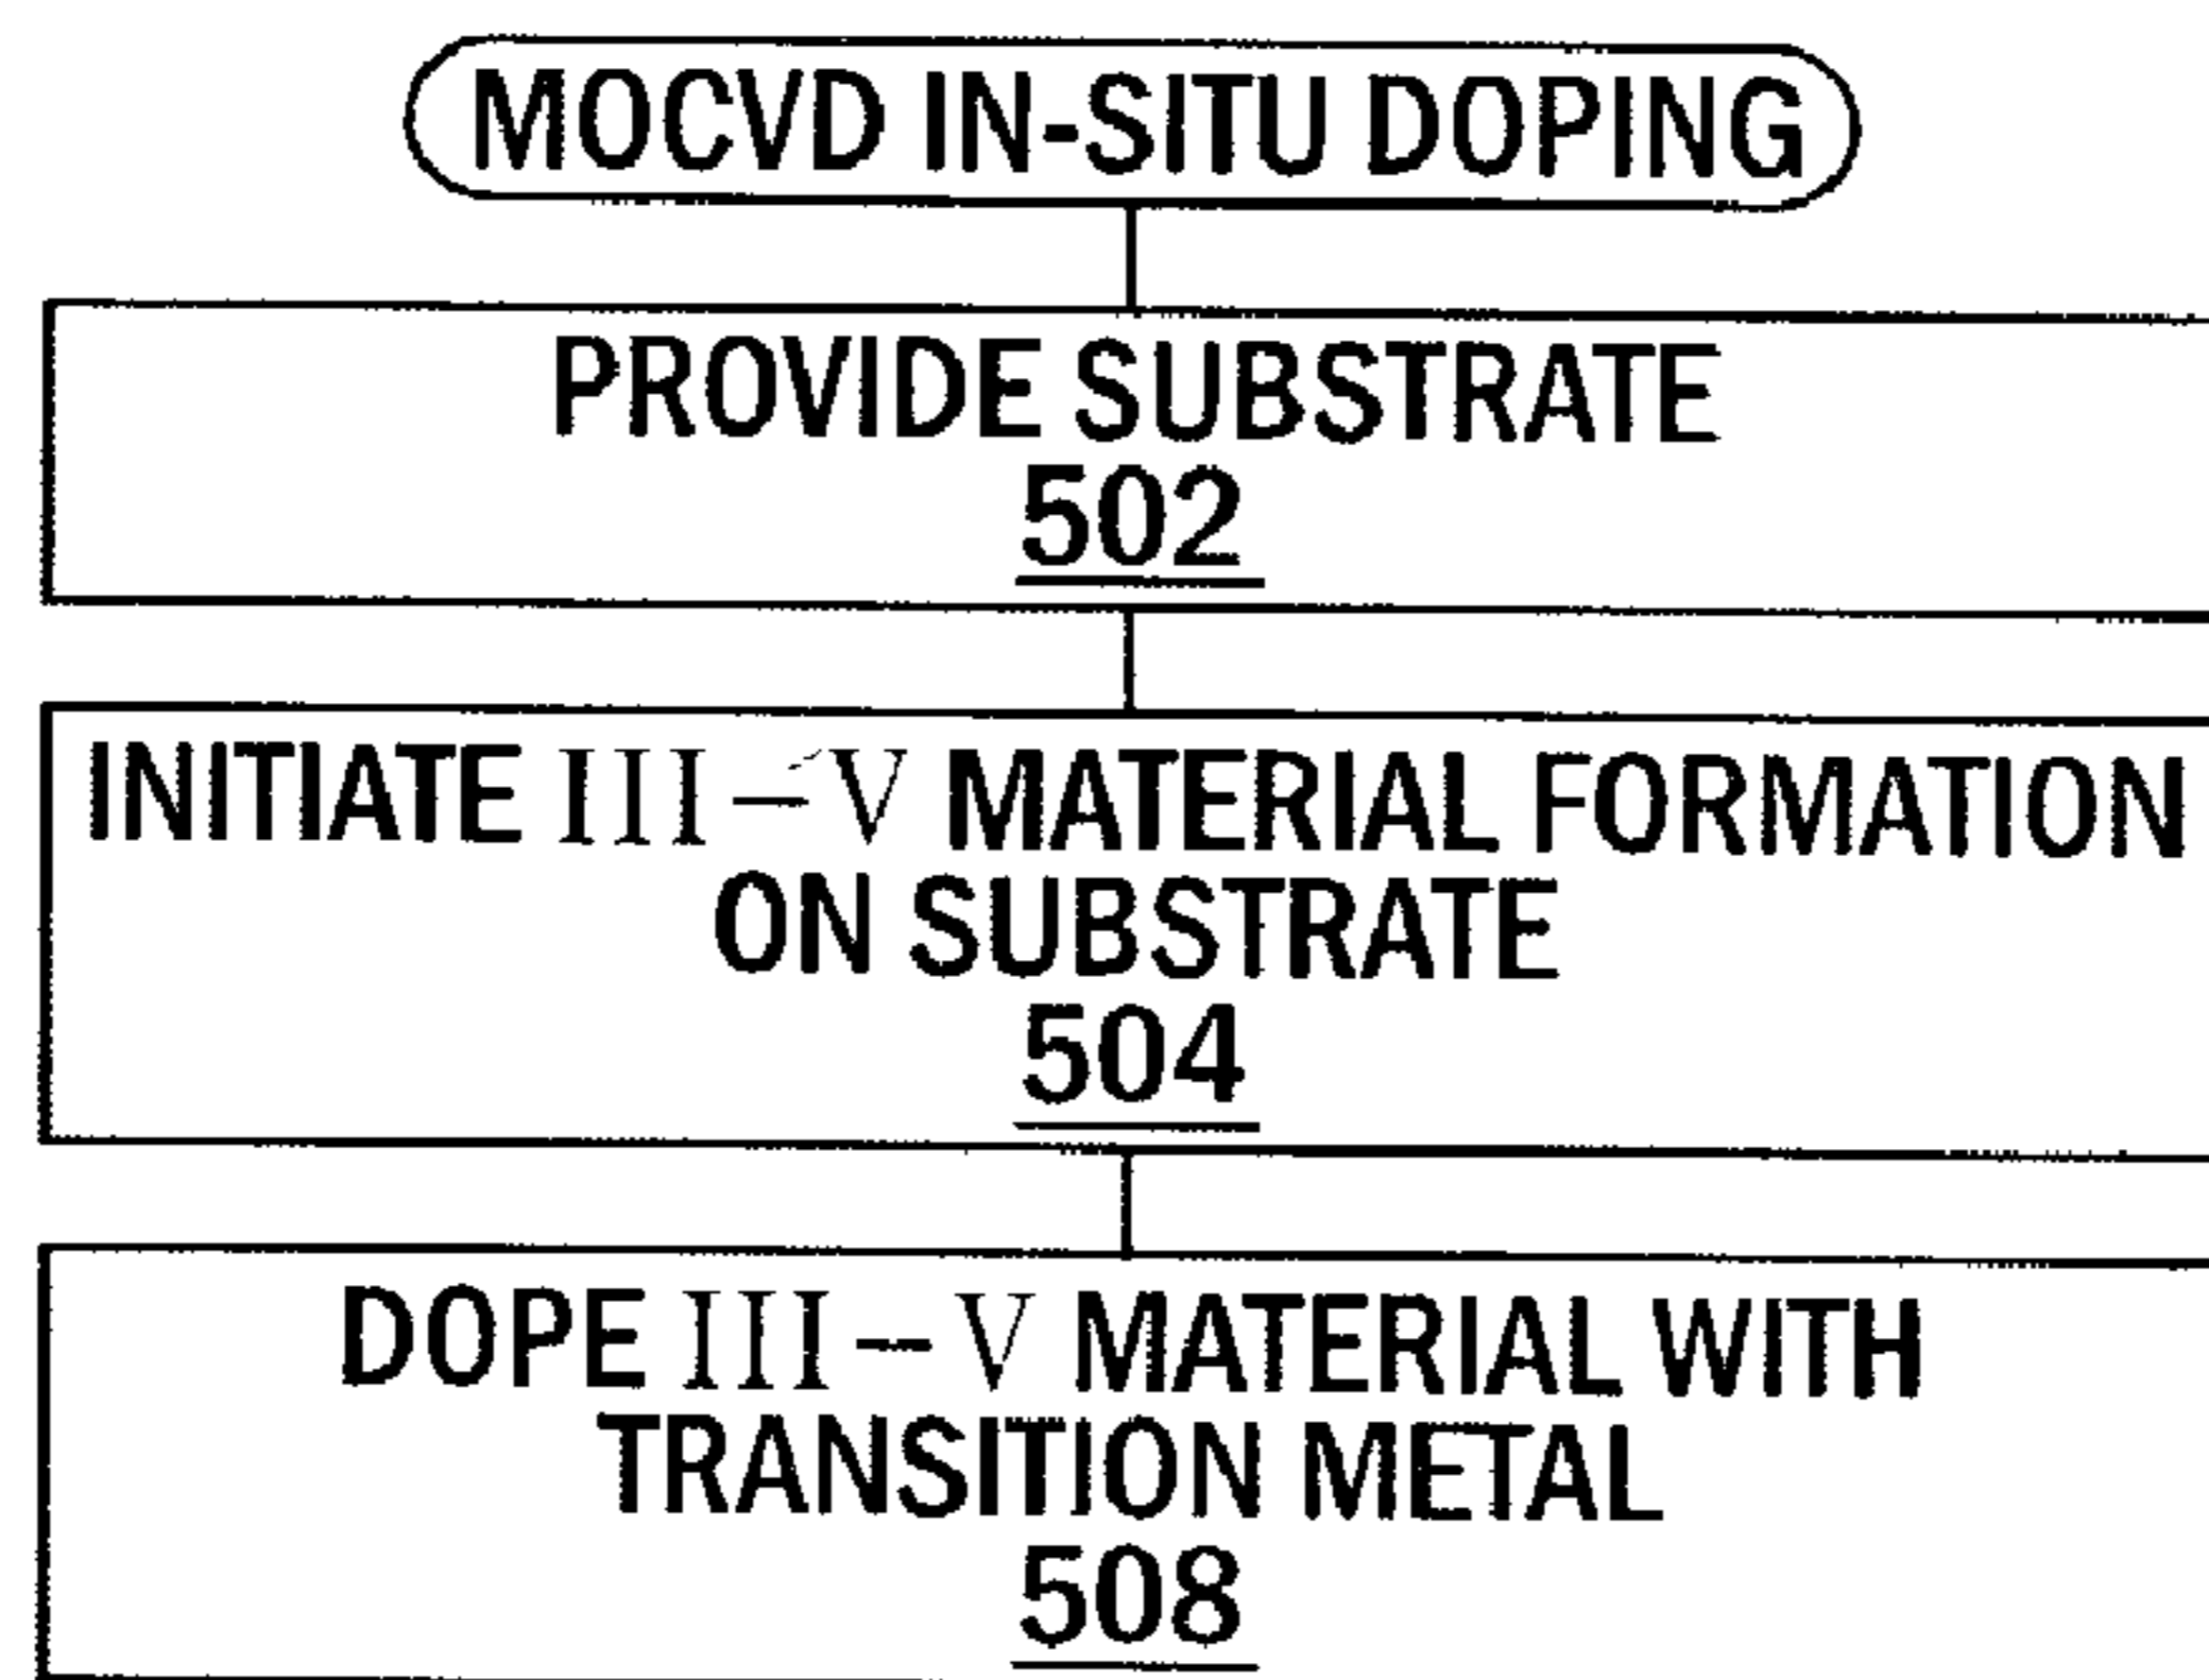 MOCVD IN-SITU DOPING
PROVIDE SUBSTRATE
502
INITIATE III-V MATERIAL FORMATION
ON SUBSTRATE
504
DOPE III-V MATERIAL WITH
TRANSITION METAL
508